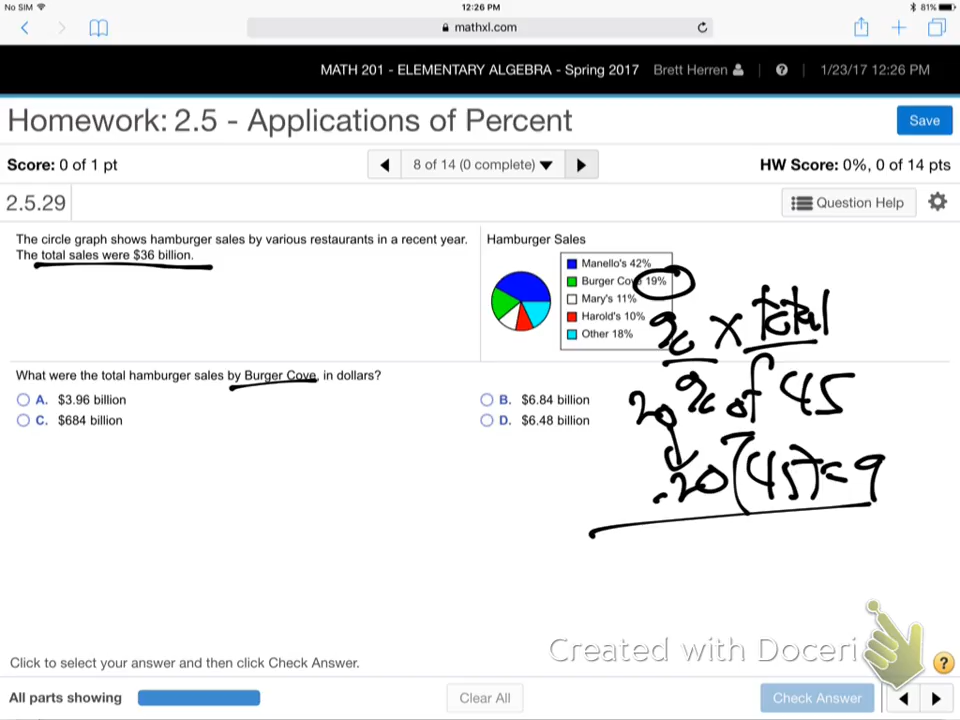 No SIM 12:26 PM 81%
mathxl.com
MATH 201 - ELEMENTARY ALGEBRA - Spring 2017 Brett Herren ? 1/23/17 12:26 PM
Homework: 2.5 - Applications of Percent Save
Score: 0 of 1 pt 8 of 14 (0 complete) HW Score: 0%, 0 of 14 pts
2.5.29 Question Help
The circle graph shows hamburger sales by various restaurants in a recent year.
The total sales were $36 billion.
Hamburger Sales
Manello's 42%
Burger Cove 19%
Mary's 11%
Harold's 10%
Other 18%
% x total
20 % of 45
.20 (45) = 9
What were the total hamburger sales by Burger Cove, in dollars?
A. $3.96 billion
B. $6.84 billion
C. $684 billion
D. $6.48 billion
Created with Doceri
Click to select your answer and then click Check Answer. ?
All parts showing Clear All Check Answer